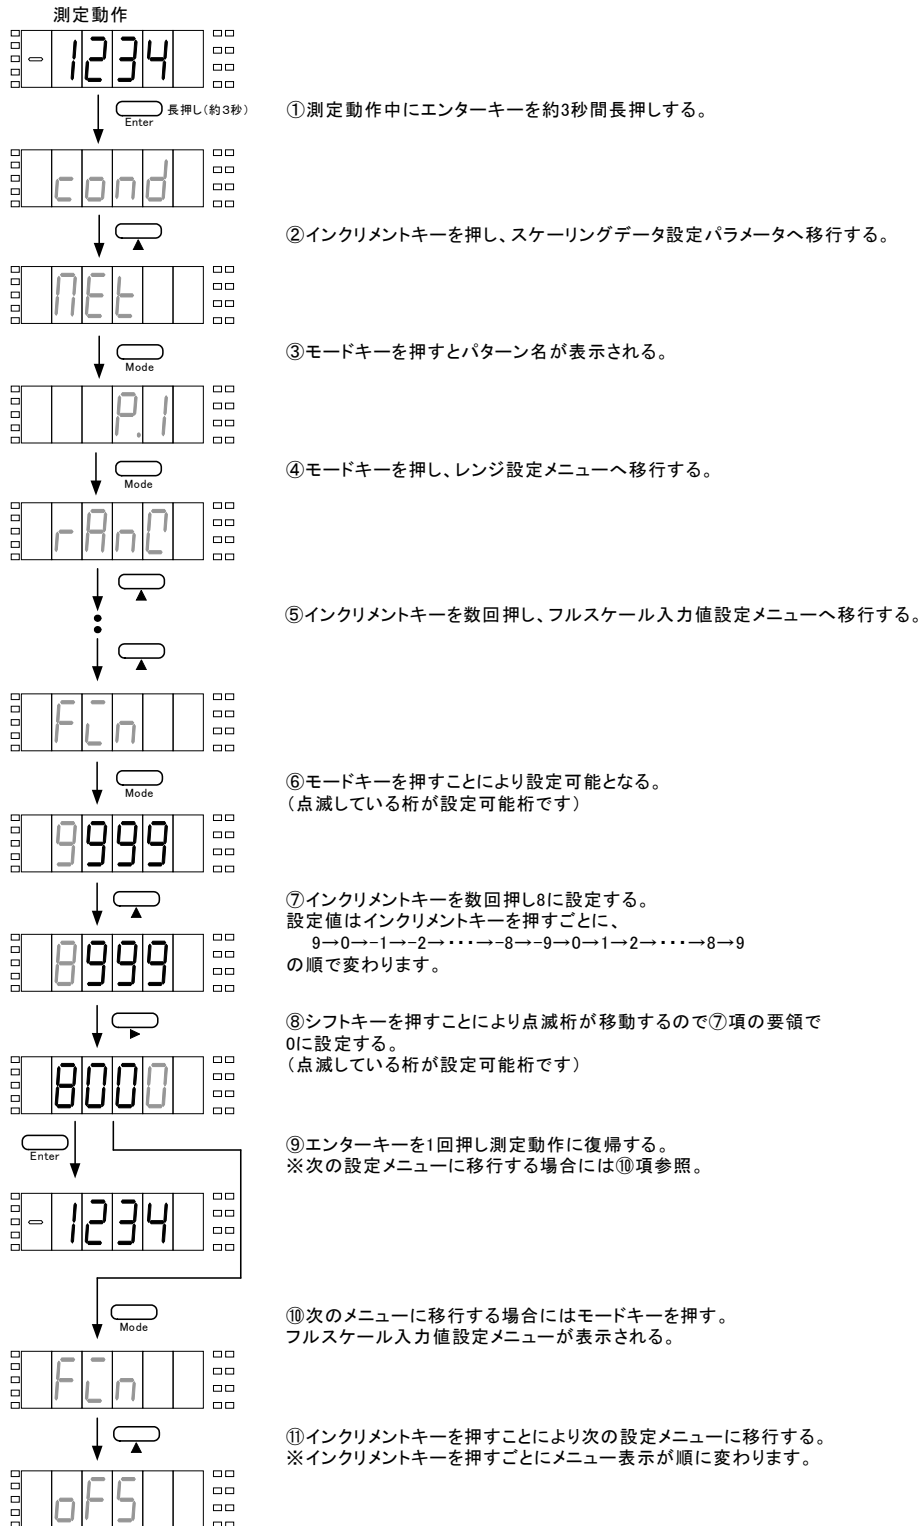 測定動作
- 1234
長押し(約3秒)
Enter
①測定動作中にエンターキーを約3秒間長押しする。
cond
②インクリメントキーを押し、スケーリングデータ設定パラメータへ移行する。
MEt
③モードキーを押すとパターン名が表示される。
Mode
P.1
④モードキーを押し、レンジ設定メニューへ移行する。
Mode
rAnG
⑤インクリメントキーを数回押し、フルスケール入力値設定メニューへ移行する。
Fin
⑥モードキーを押すことにより設定可能となる。
(点滅している桁が設定可能桁です)
Mode
9999
⑦インクリメントキーを数回押し8に設定する。
設定値はインクリメントキーを押すごとに、
9→0→-1→-2→・・・→-8→-9→0→1→2→・・・→8→9
の順で変わります。
8999
⑧シフトキーを押すことにより点滅桁が移動するので⑦項の要領で
0に設定する。
(点滅している桁が設定可能桁です)
8000
⑨エンターキーを1回押し測定動作に復帰する。
※次の設定メニューに移行する場合には⑩項参照。
Enter
- 1234
⑩次のメニューに移行する場合にはモードキーを押す。
フルスケール入力値設定メニューが表示される。
Mode
Fin
⑪インクリメントキーを押すことにより次の設定メニューに移行する。
※インクリメントキーを押すごとにメニュー表示が順に変わります。
oFS